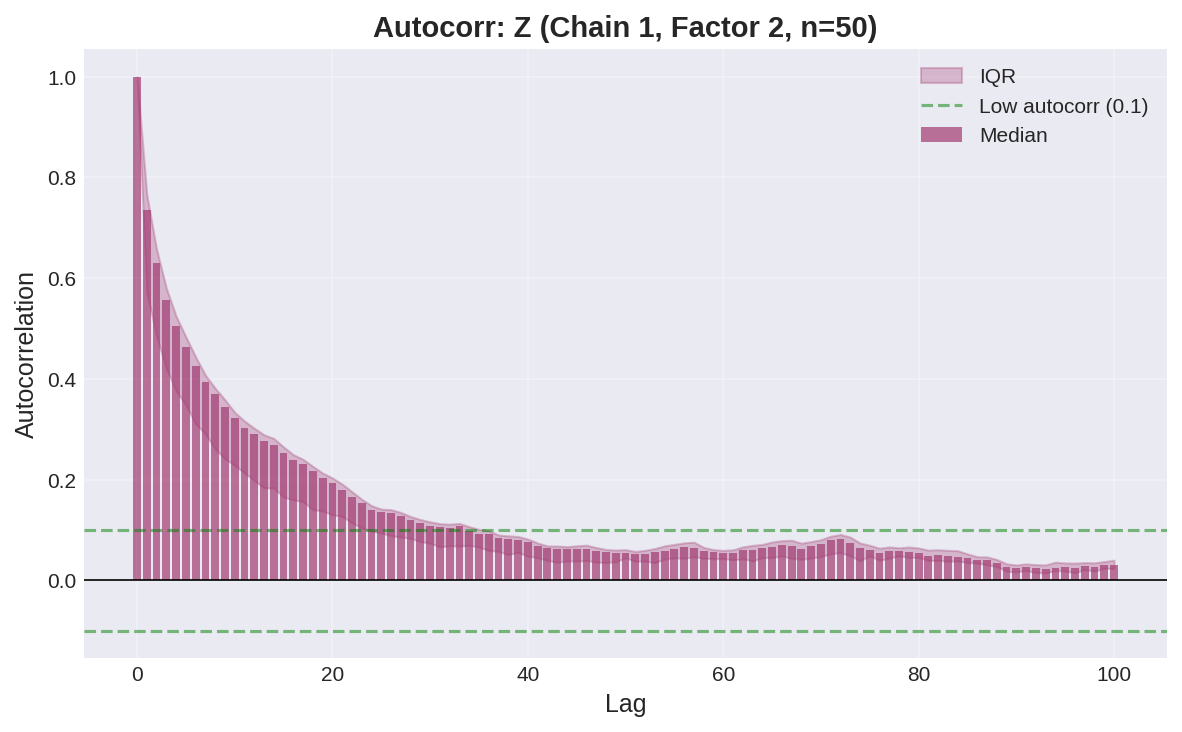 Autocorr: Z (Chain 1, Factor 2, n=50)
IQR
Low autocorr (0.1)
Median
Autocorrelation
1.0
0.8
0.6
0.4
0.2
0.0
0
20
40
60
80
100
Lag